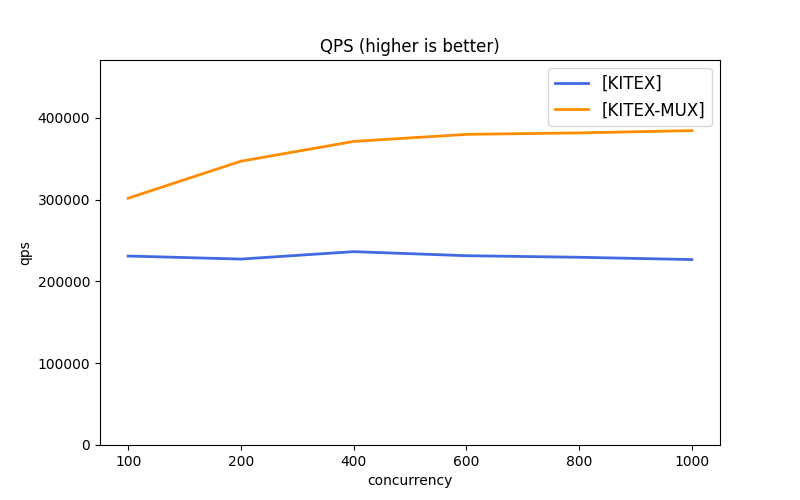 QPS (higher is better)
[KITEX]
[KITEX-MUX]
400000
300000
200000
100000
0
qps
100 200 400 600 800 1000
concurrency